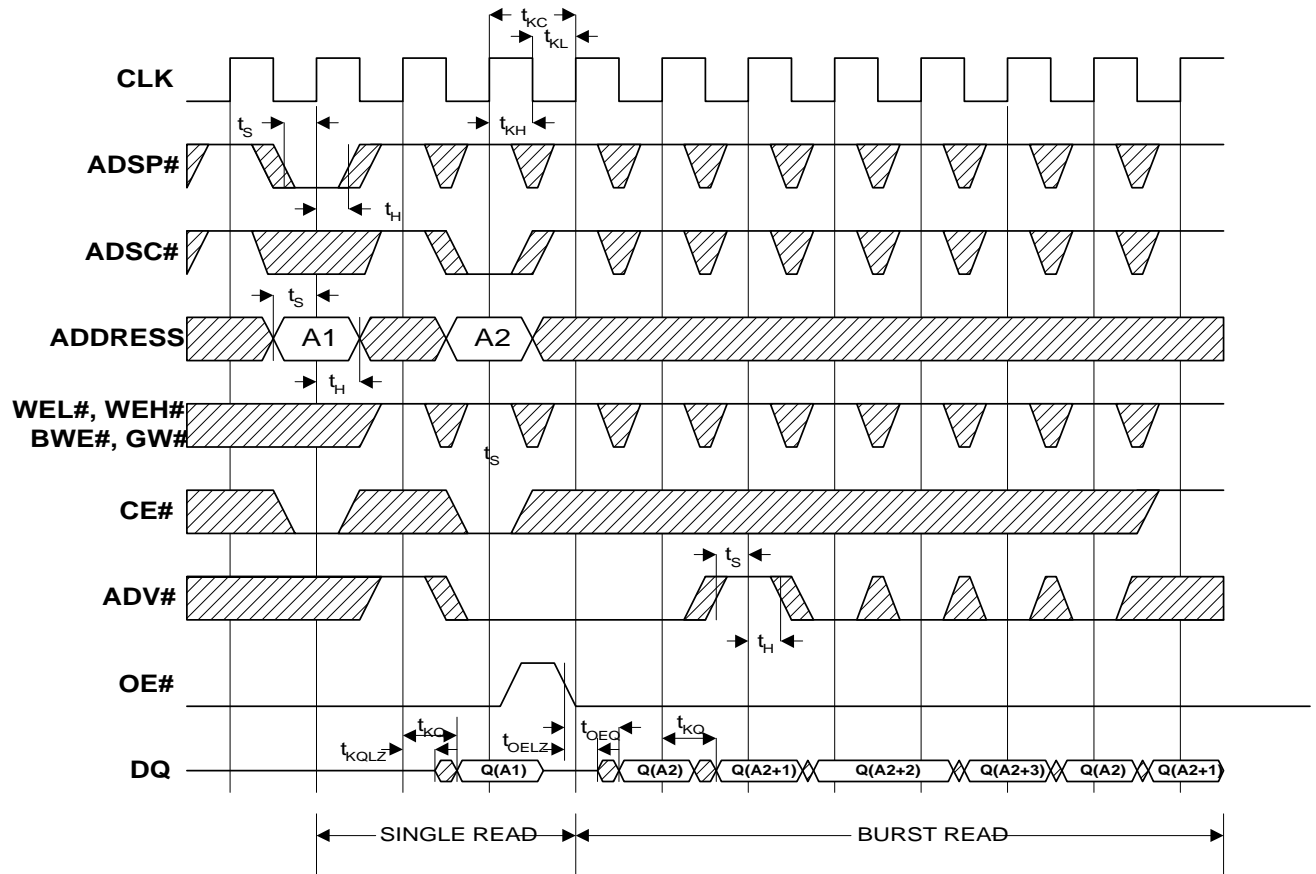 tKC
tKL
CLK
tS
tKH
ADSP#
tH
ADSC#
tS
ADDRESS A1 A2
tH
WEL#, WEH#
BWE#, GW#
tS
CE#
tS
ADV#
tH
OE#
tKQ tOEQ tKQ
tKQLZ tOELZ
DQ Q(A1) Q(A2) Q(A2+1) Q(A2+2) Q(A2+3) Q(A2) Q(A2+1)
SINGLE READ BURST READ